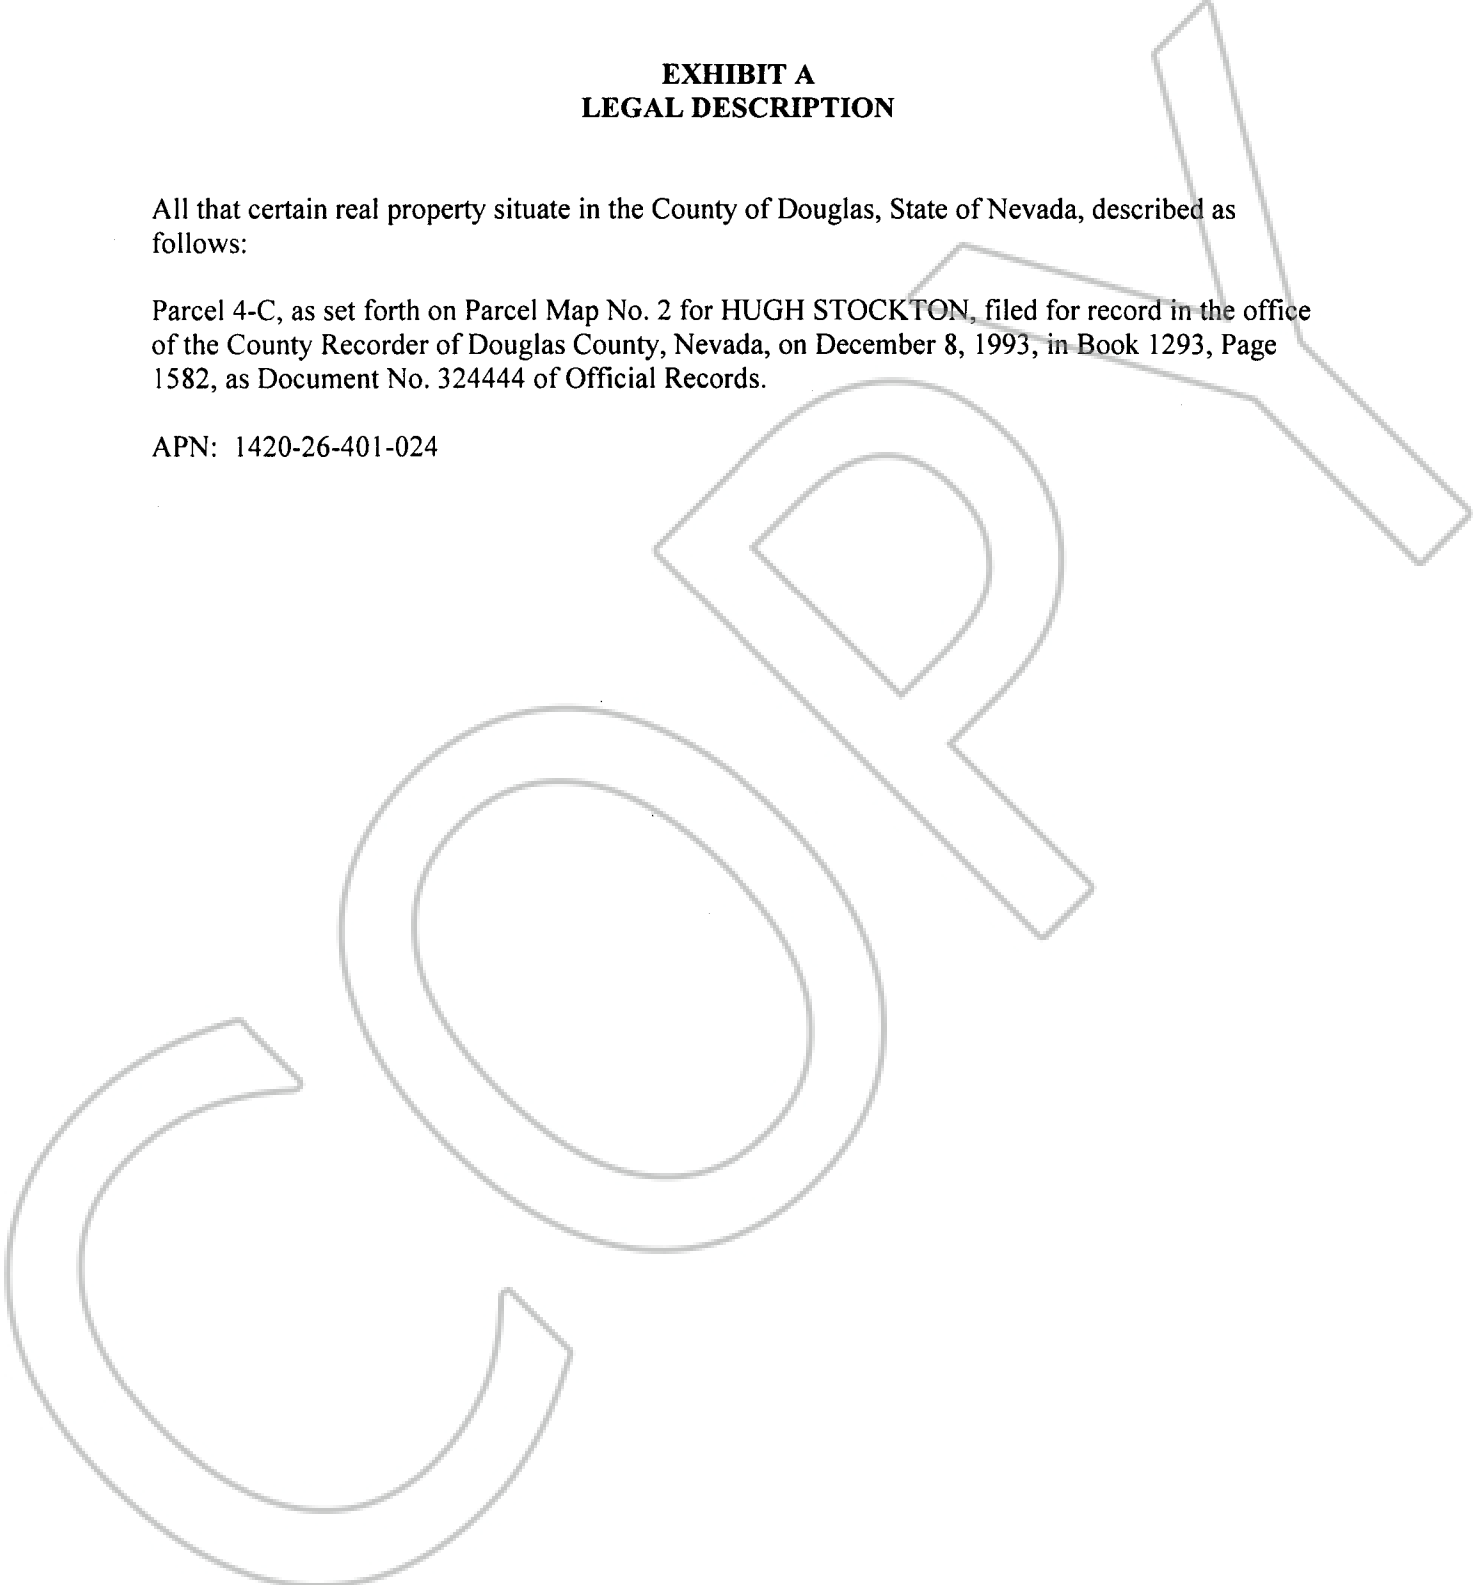 EXHIBIT A
LEGAL DESCRIPTION
All that certain real property situate in the County of Douglas, State of Nevada, described as
follows:
Parcel 4-C, as set forth on Parcel Map No. 2 for HUGH STOCKTON, filed for record in the office
of the County Recorder of Douglas County, Nevada, on December 8, 1993, in Book 1293, Page
1582, as Document No. 324444 of Official Records.
APN: 1420-26-401-024
COPY